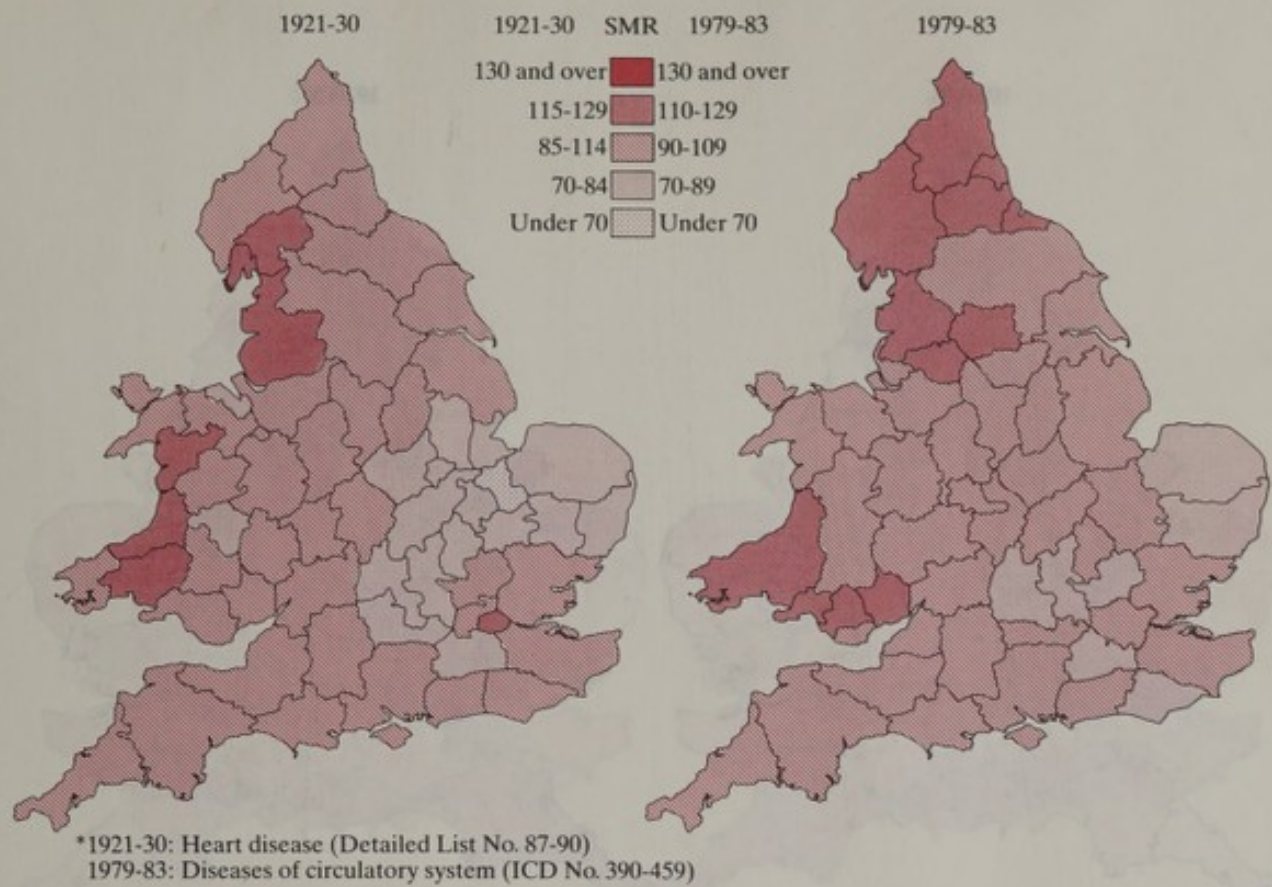 1921-30
1921-30 SMR 1979-83
1979-83
130 and over 130 and over
115-129 110-129
85-114 90-109
70-84 70-89
Under 70 Under 70
*1921-30: Heart disease (Detailed List No. 87-90)
1979-83: Diseases of circulatory system (ICD No. 390-459)